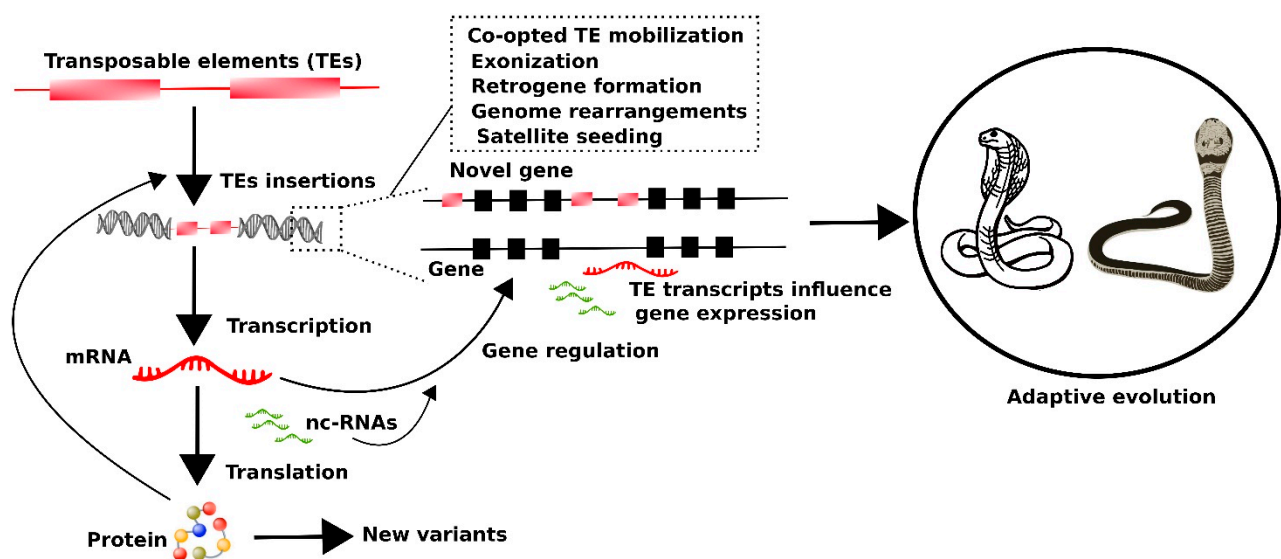 Transposable elements (TEs)
Co-opted TE mobilization
Exonization
Retrogene formation
Genome rearrangements
Satellite seeding
TEs insertions
Novel gene
Gene
TE transcripts influence
gene expression
Transcription
mRNA
Gene regulation
nc-RNAs
Translation
Protein
New variants
Adaptive evolution